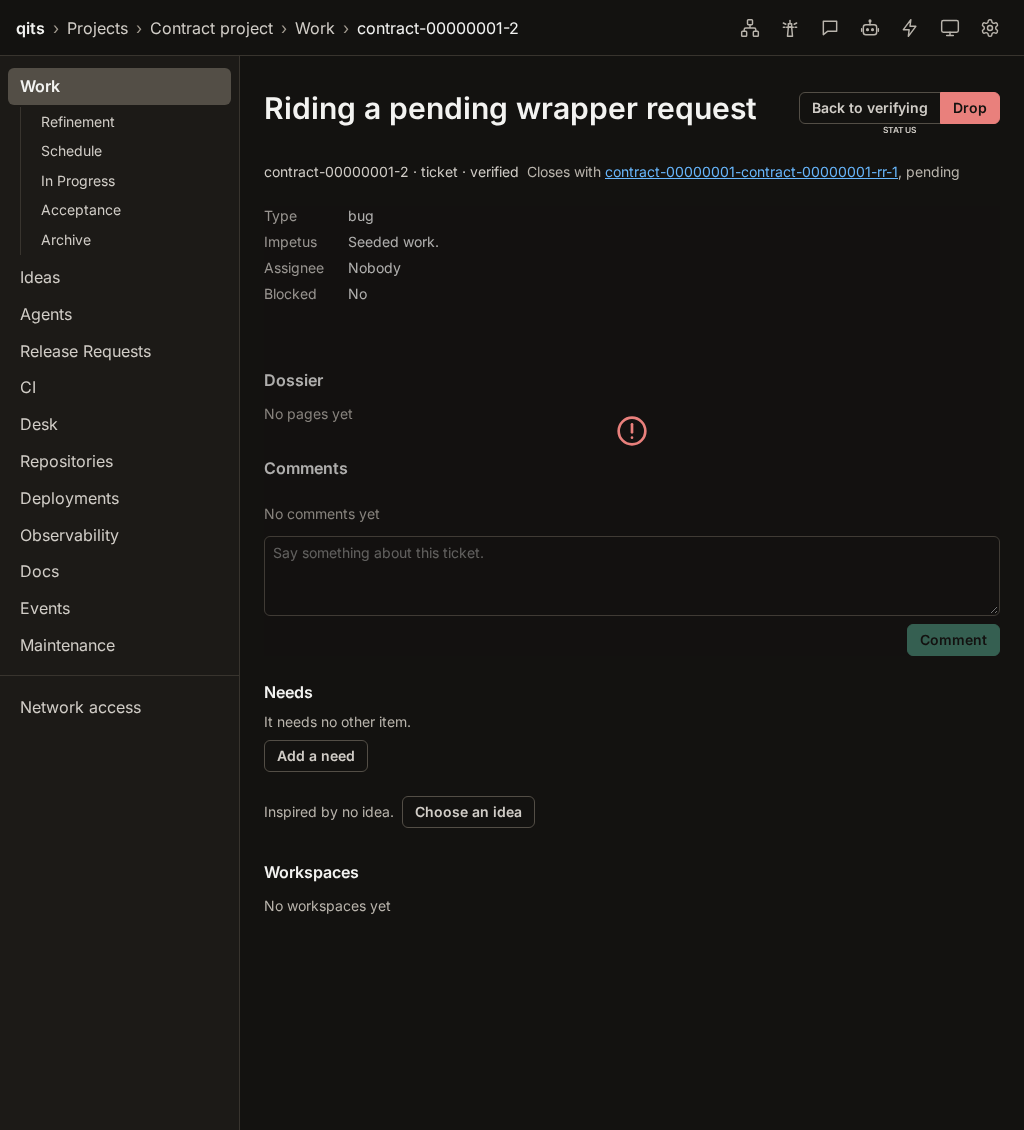 qits › Projects › Contract project › Work › contract-00000001-2
Work
Refinement
Schedule
In Progress
Acceptance
Archive
Ideas
Agents
Release Requests
CI
Desk
Repositories
Deployments
Observability
Docs
Events
Maintenance
Network access
Riding a pending wrapper request
Back to verifying
Drop
STATUS
contract-00000001-2 · ticket · verified Closes with contract-00000001-contract-00000001-rr-1, pending
Type bug
Impetus Seeded work.
Assignee Nobody
Blocked No
Dossier
No pages yet
Comments
No comments yet
Say something about this ticket.
Comment
Needs
It needs no other item.
Add a need
Inspired by no idea. Choose an idea
Workspaces
No workspaces yet